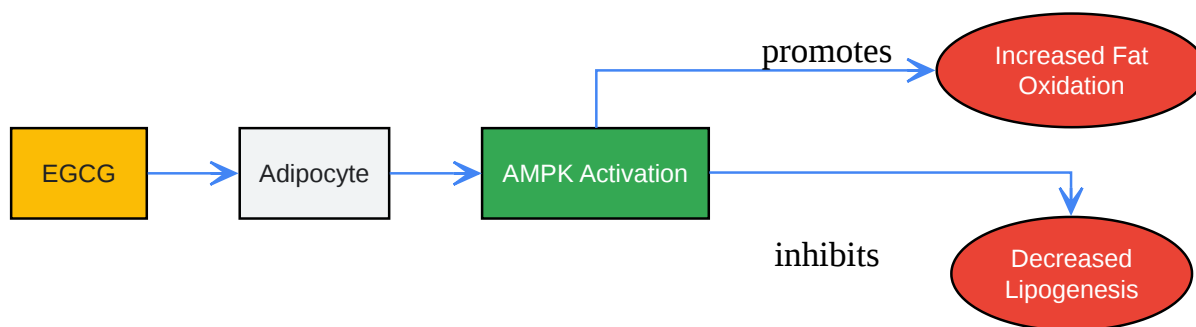 promotes
Increased Fat
Oxidation
EGCG
Adipocyte
AMPK Activation
inhibits
Decreased
Lipogenesis